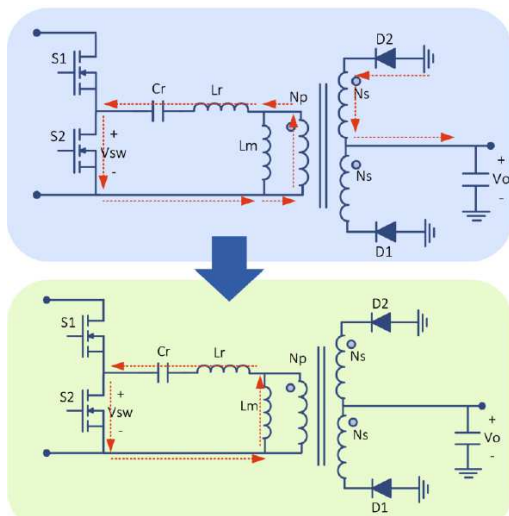 D2
S1
Cr
Lr
Np
Ns
S2
+
Vsw
-
Lm
Ns
+
Vo
-
D1
D2
S1
Cr
Lr
Np
Ns
S2
+
Vsw
-
Lm
Ns
+
Vo
-
D1